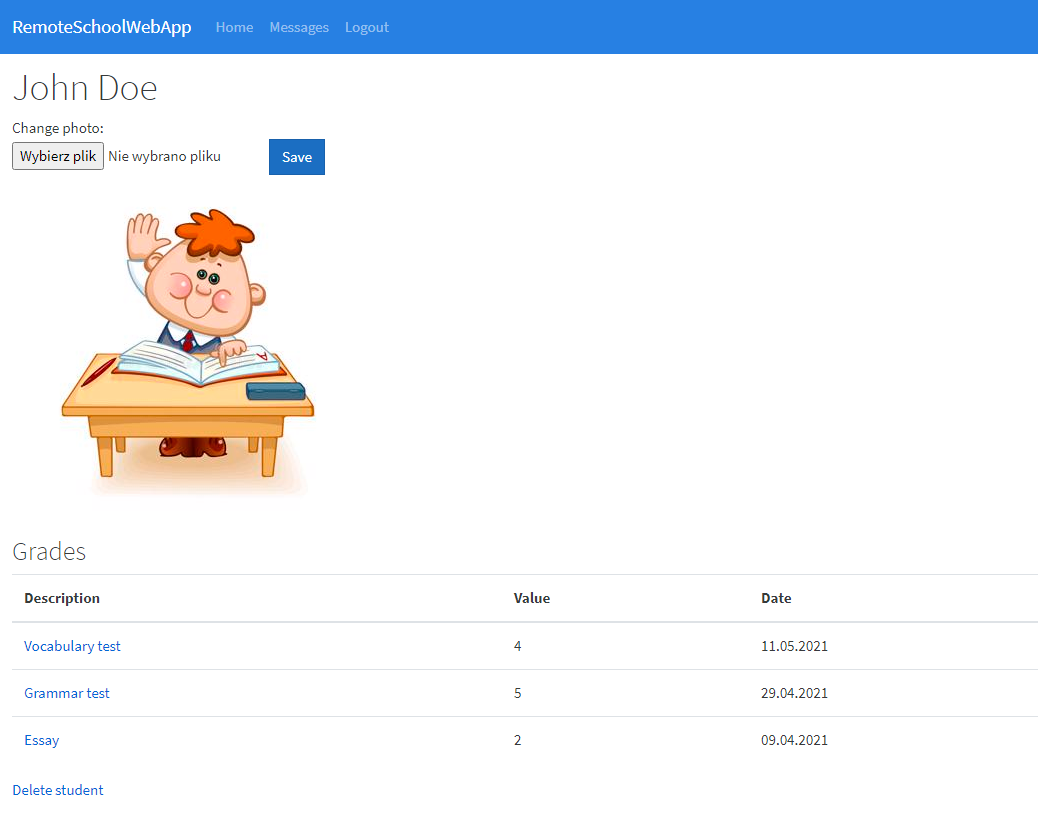 RemoteSchoolWebApp Home Messages Logout
John Doe
Change photo:
Wybierz plik Nie wybrano pliku Save
A
Grades
Description Value Date
Vocabulary test 4 11.05.2021
Grammar test 5 29.04.2021
Essay 2 09.04.2021
Delete student